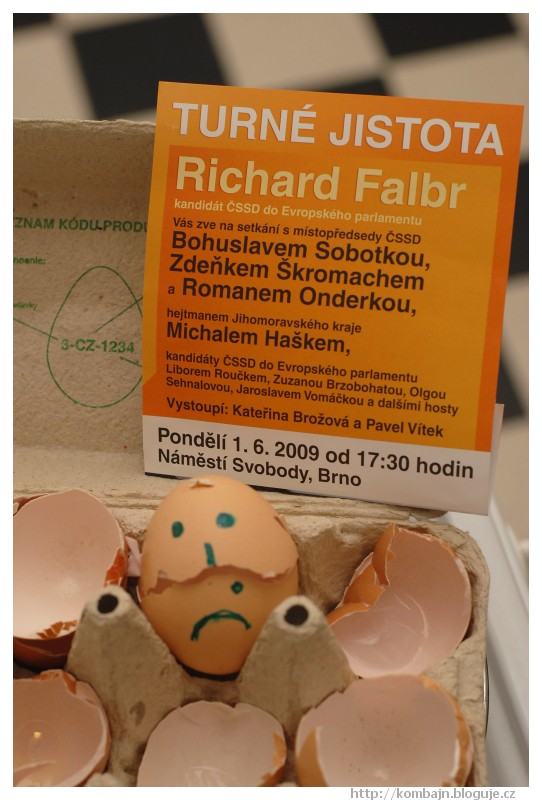 TURNÉ JISTOTA
Richard Falbr
kandidát ČSSD do Evropského parlamentu
Vás zve na setkání s místopředsedy ČSSD
Bohuslavem Sobotkou,
Zdeňkem Škromachem
a Romanem Onderkou,
hejtmanem Jihomoravského kraje
Michalem Haškem,
kandidáty ČSSD do Evropského parlamentu
Liborem Roučkem, Zuzanou Brzobohatou, Olgou
Sehnalovou, Jaroslavem Vomáčkou a dalšími hosty
Vystoupí: Kateřina Brožová a Pavel Vítek
Pondělí 1. 6. 2009 od 17:30 hodin
Náměstí Svobody, Brno
ZNAM KÓDU PRODU
3-CZ-1234
http://kombajn.bloguje.cz